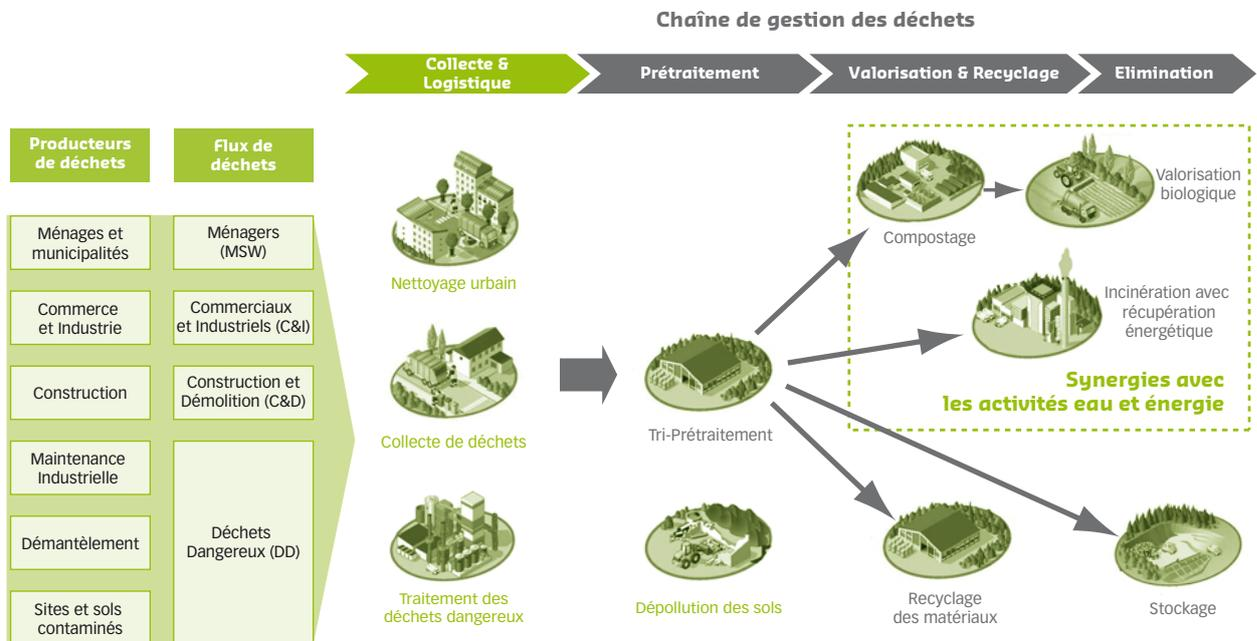 Chaîne de gestion des déchets
Collecte &
Logistique
Prétraitement
Valorisation & Recyclage
Elimination
Producteurs
de déchets
Flux de
déchets
Ménages et
municipalités
Ménagers
(MSW)
Commerce
et Industrie
Commerciaux
et Industriels (C&I)
Construction
Construction et
Démolition (C&D)
Maintenance
Industrielle
Démantèlement
Déchets
Dangereux (DD)
Sites et sols
contaminés
Nettoyage urbain
Collecte de déchets
Traitement des
déchets dangereux
Tri-Prétraitement
Dépollution des sols
Compostage
Valorisation
biologique
Incinération avec
récupération
énergétique
Synergies avec
les activités eau et énergie
Recyclage
des matériaux
Stockage